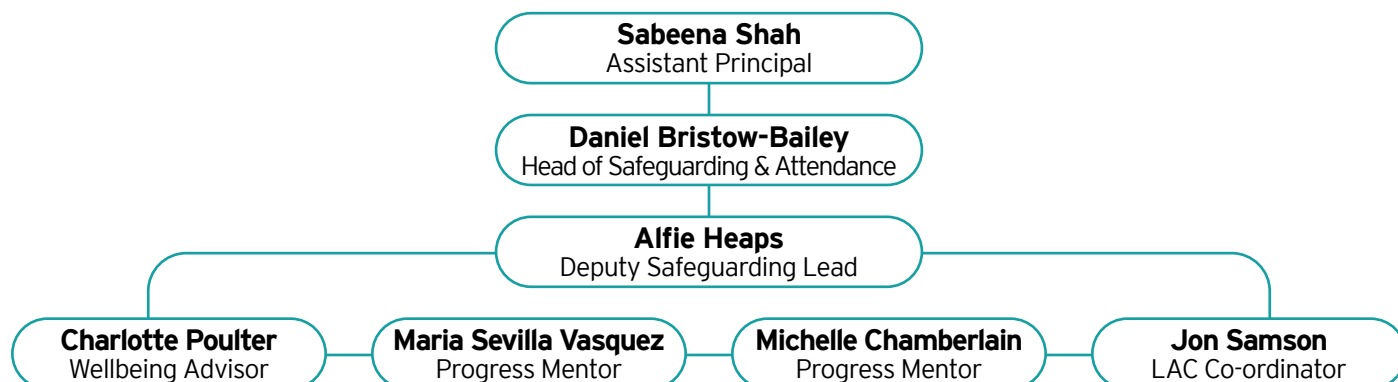 Sabeena Shah
Assistant Principal
Daniel Bristow-Bailey
Head of Safeguarding & Attendance
Alfie Heaps
Deputy Safeguarding Lead
Charlotte Poulter
Wellbeing Advisor
Maria Sevilla Vasquez
Progress Mentor
Michelle Chamberlain
Progress Mentor
Jon Samson
LAC Co-ordinator